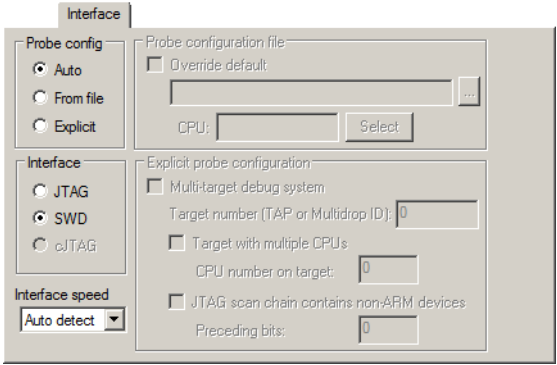 Interface
Probe config
Auto
From file
Explicit
Probe configuration file
Override default
...
CPU:
Select
Interface
JTAG
SWD
cJTAG
Interface speed
Auto detect
Explicit probe configuration
Multi-target debug system
Target number (TAP or Multidrop ID): 0
Target with multiple CPUs
CPU number on target: 0
JTAG scan chain contains non-ARM devices
Preceding bits: 0